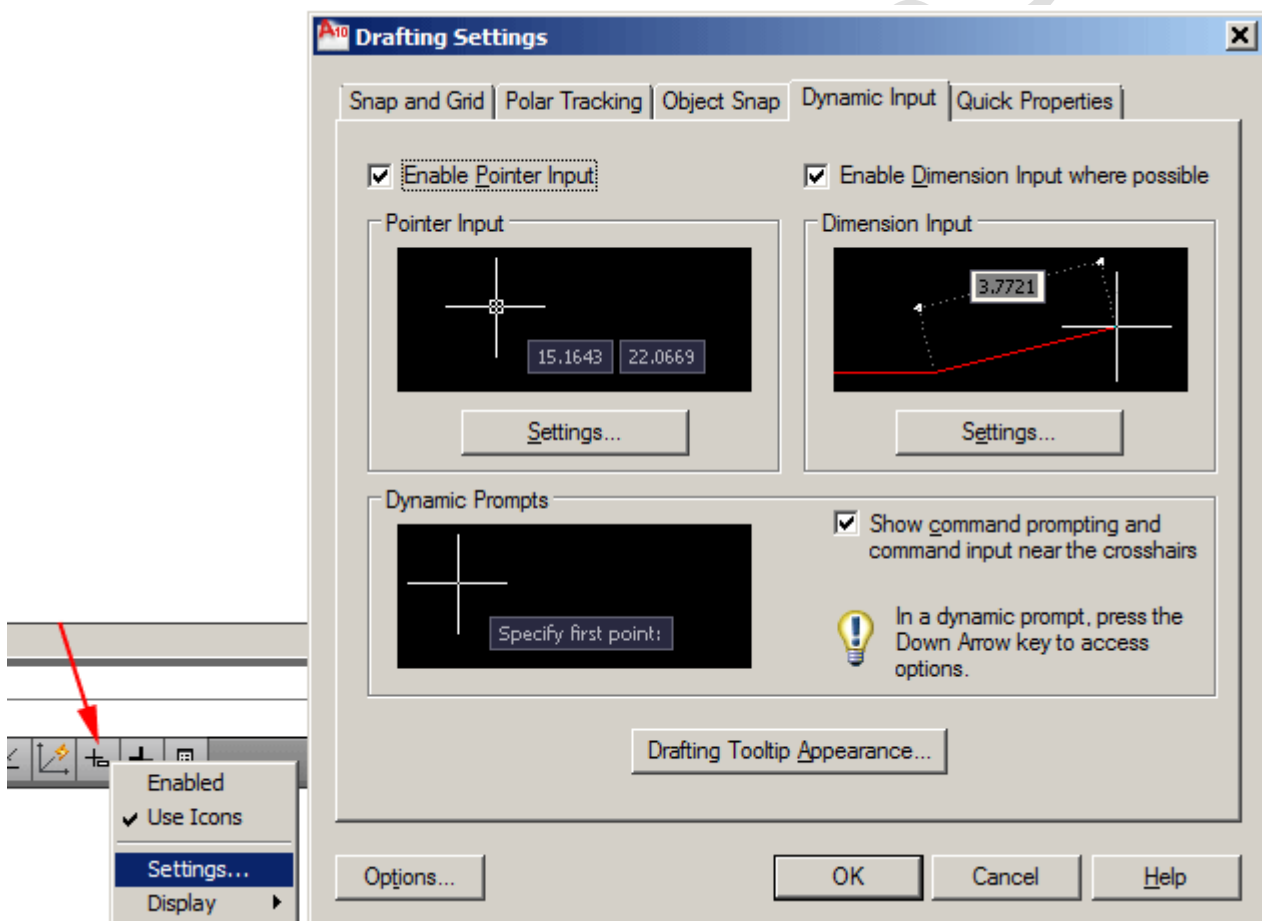 A10 Drafting Settings
Snap and Grid Polar Tracking Object Snap Dynamic Input Quick Properties
Enable Pointer Input Enable Dimension Input where possible
Pointer Input Dimension Input
3.7721
15.1643 22.0669
Settings... Settings...
Dynamic Prompts
Show command prompting and
command input near the crosshairs
Specify first point:
In a dynamic prompt, press the
Down Arrow key to access
options.
Drafting Tooltip Appearance...
Enabled
Use Icons
Settings...
Display
Options... OK Cancel Help